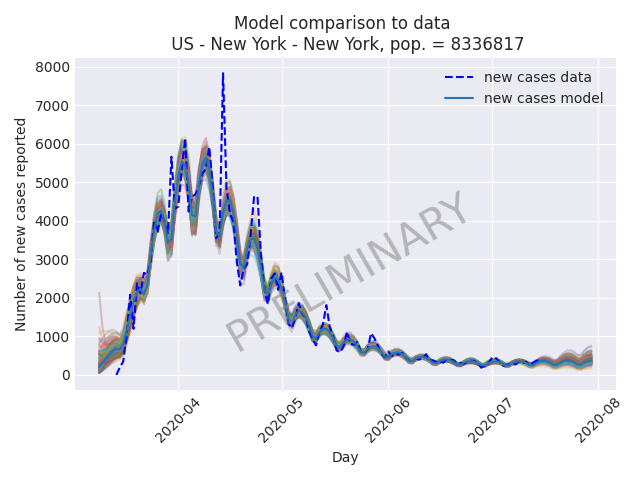 Model comparison to data
US - New York - New York, pop. = 8336817
new cases data
new cases model
8000
7000
6000
5000
4000
3000
2000
1000
0
Number of new cases reported
PRELIMINARY
2020-04
2020-05
2020-06
2020-07
2020-08
Day